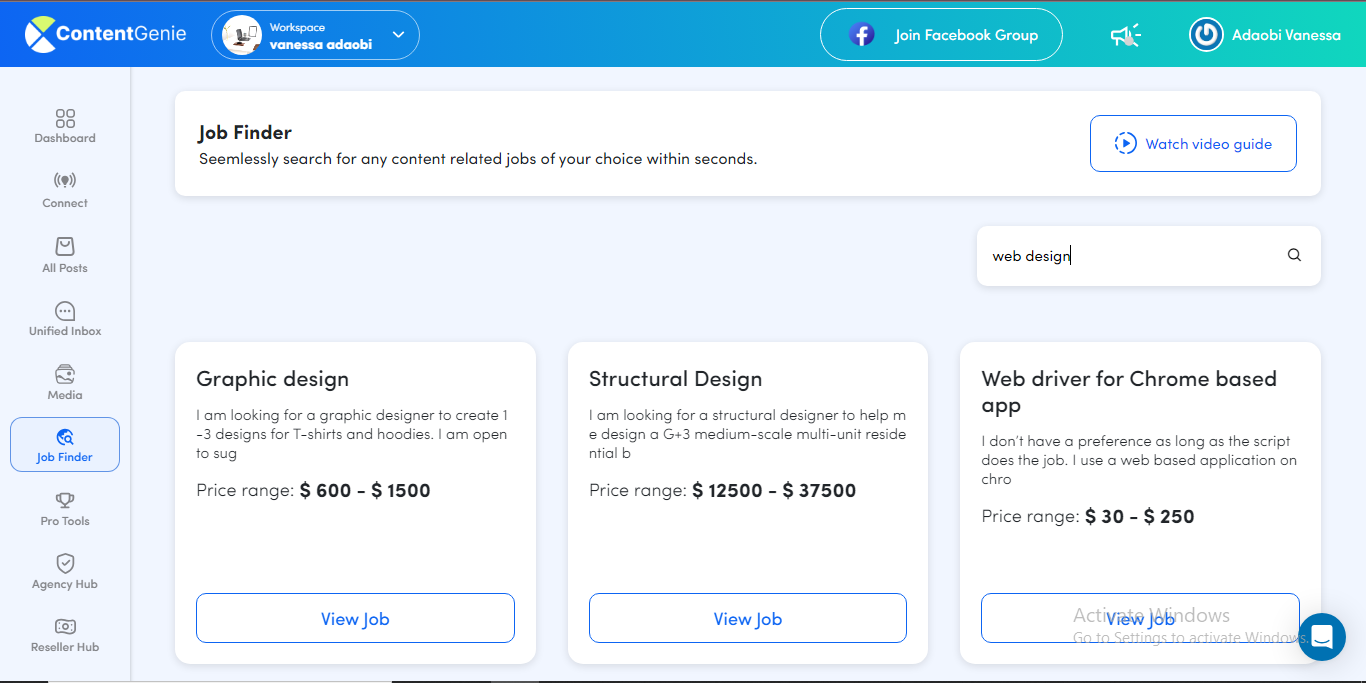 ContentGenie
Workspace
vanessa adaobi
Join Facebook Group
Adaobi Vanessa
Dashboard
Connect
All Posts
Unified Inbox
Media
Job Finder
Pro Tools
Agency Hub
Reseller Hub
Job Finder
Seemlessly search for any content related jobs of your choice within seconds.
Watch video guide
web design
Graphic design
I am looking for a graphic designer to create 1
-3 designs for T-shirts and hoodies. I am open
to sug
Price range: $ 600 - $ 1500
View Job
Structural Design
I am looking for a structural designer to help m
e design a G+3 medium-scale multi-unit reside
ntial b
Price range: $ 12500 - $ 37500
View Job
Web driver for Chrome based
app
I don't have a preference as long as the script
does the job. I use a web based application on
chro
Price range: $ 30 - $ 250
View Job
Activate Windows
Go to Settings to activate Windows.